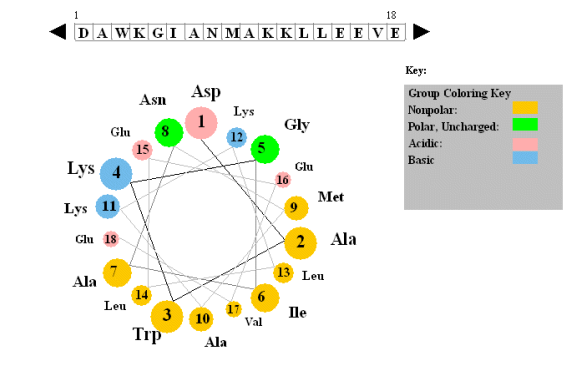 1 18
D A W K G I A N M A K K L L E E V E
Key:
Group Coloring Key
Nonpolar:
Polar, Uncharged:
Acidic:
Basic
Asn Asp Lys
Glu 15 8 1 12 5 Gly
Lys 4 16 Glu
Lys 11 9 Met
Glu 18 2 Ala
Ala 7 13 Leu
Leu 14 6 Ile
Trp 3 10 17 Val
Ala